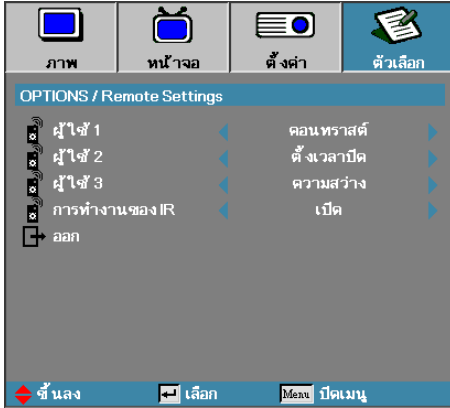 ภาพ หน้าจอ ตั้งค่า ตัวเลือก
OPTIONS / Remote Settings
ผู้ใช้ 1 คอนทราสต์
ผู้ใช้ 2 ตั้งเวลาปิด
ผู้ใช้ 3 ความสว่าง
การทำงานของ IR เปิด
ออก
ขึ้นลง เลือก Menu ปิดเมนู